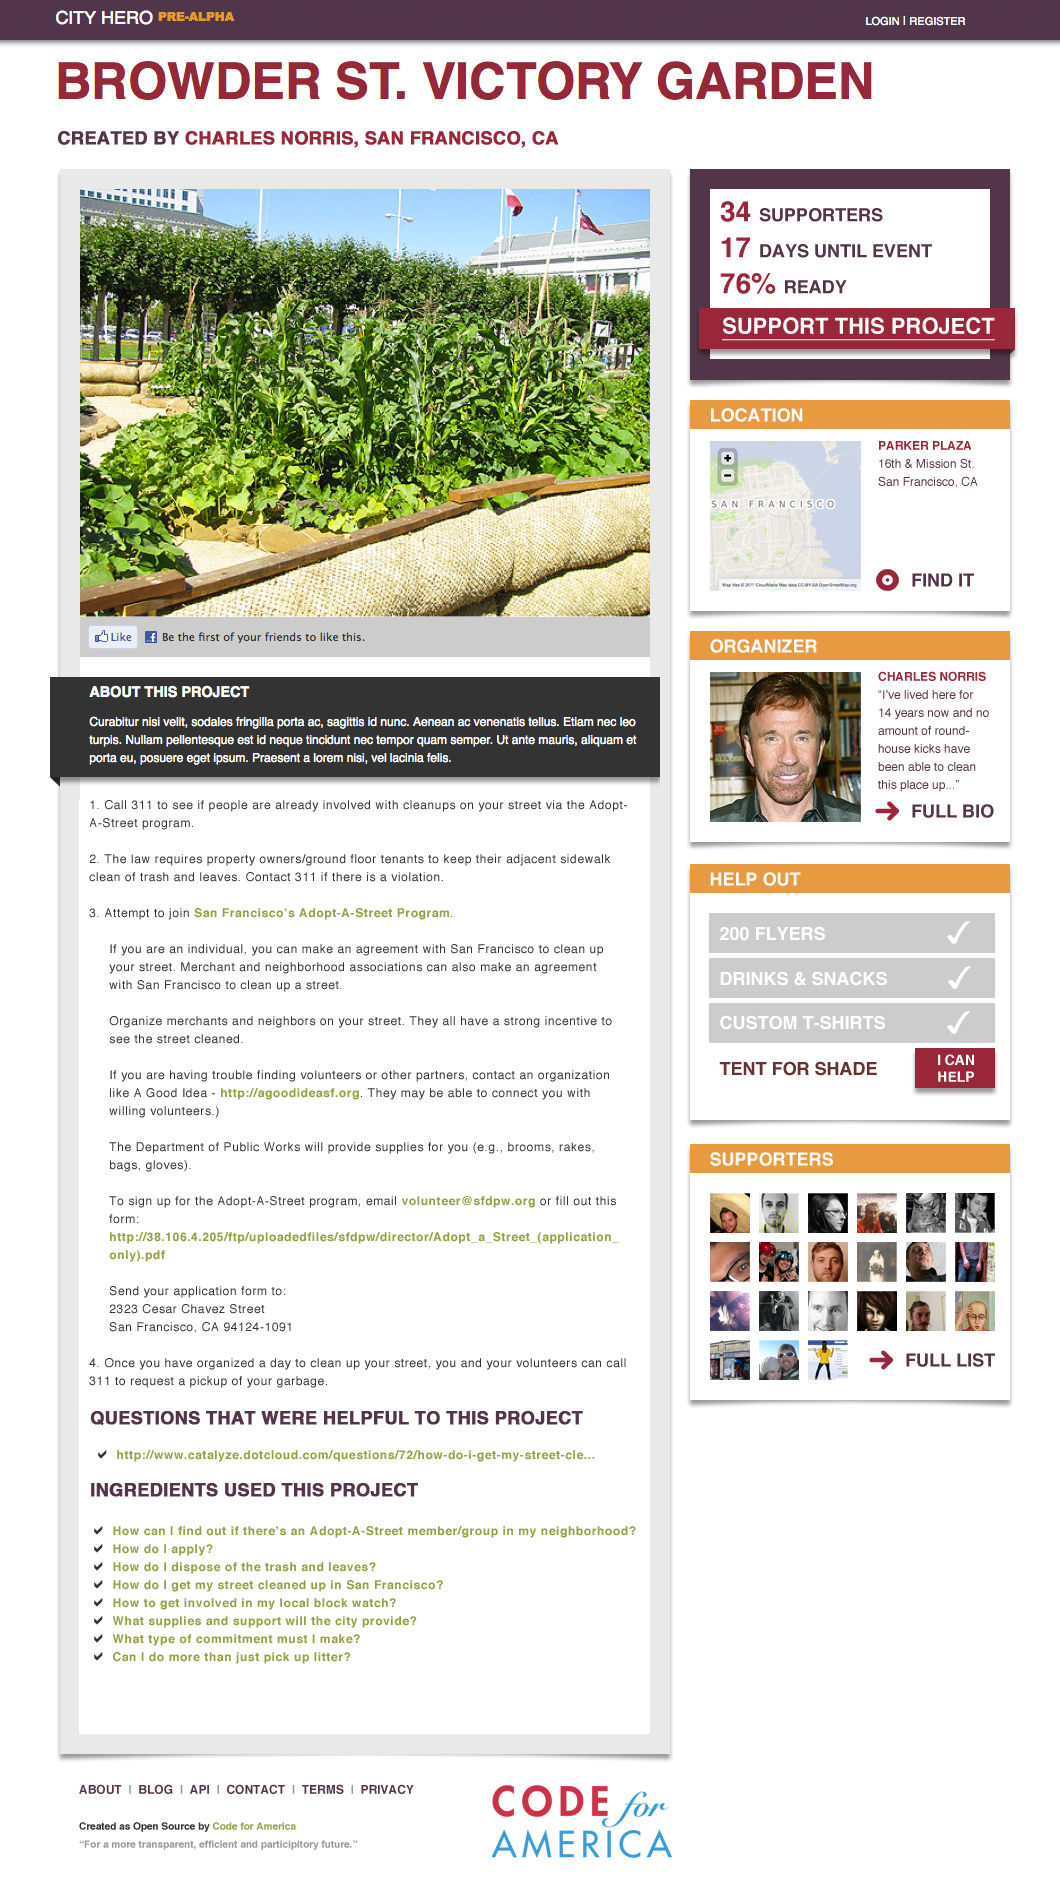 CITY HERO PRE-ALPHA
LOGIN | REGISTER
BROWDER ST. VICTORY GARDEN
CREATED BY CHARLES NORRIS, SAN FRANCISCO, CA
Like
Be the first of your friends to like this.
ABOUT THIS PROJECT
Curabitur nisi velit, sodales fringilla porta ac, sagittis id nunc. Aenean ac venenatis tellus. Etiam nec leo
turpis. Nullam pellentesque est id neque tincidunt nec tempor quam semper. Ut ante mauris, aliquam et
porta eu, posuere eget ipsum. Praesent a lorem nisi, vel lacinia felis.
1. Call 311 to see if people are already involved with cleanups on your street via the Adopt-
A-Street program.
2. The law requires property owners/ground floor tenants to keep their adjacent sidewalk
clean of trash and leaves. Contact 311 if there is a violation.
3. Attempt to join San Francisco's Adopt-A-Street Program.
If you are an individual, you can make an agreement with San Francisco to clean up
your street. Merchant and neighborhood associations can also make an agreement
with San Francisco to clean up a street.
Organize merchants and neighbors on your street. They all have a strong incentive to
see the street cleaned.
If you are having trouble finding volunteers or other partners, contact an organization
like A Good Idea - http://agoodideasf.org. They may be able to connect you with
willing volunteers.)
The Department of Public Works will provide supplies for you (e.g., brooms, rakes,
bags, gloves).
To sign up for the Adopt-A-Street program, email volunteer@sfdpw.org or fill out this
form:
http://38.106.4.205/ftp/uploadedfiles/sfdpw/director/Adopt_a_Street_(application_
only).pdf
Send your application form to:
2323 Cesar Chavez Street
San Francisco, CA 94124-1091
4. Once you have organized a day to clean up your street, you and your volunteers can call
311 to request a pickup of your garbage.
QUESTIONS THAT WERE HELPFUL TO THIS PROJECT
http://www.catalyze.dotcloud.com/questions/72/how-do-i-get-my-street-cle...
INGREDIENTS USED THIS PROJECT
How can I find out if there's an Adopt-A-Street member/group in my neighborhood?
How do I apply?
How do I dispose of the trash and leaves?
How do I get my street cleaned up in San Francisco?
How to get involved in my local block watch?
What supplies and support will the city provide?
What type of commitment must I make?
Can I do more than just pick up litter?
34 SUPPORTERS
17 DAYS UNTIL EVENT
76% READY
SUPPORT THIS PROJECT
LOCATION
SAN FRANCISCO
Map tiles © 2011 CloudMade Map data CC-BY-SA OpenStreetMap.org
PARKER PLAZA
16th & Mission St.
San Francisco, CA
FIND IT
ORGANIZER
CHARLES NORRIS
"I've lived here for
14 years now and no
amount of round-
house kicks have
been able to clean
this place up..."
FULL BIO
HELP OUT
200 FLYERS
DRINKS & SNACKS
CUSTOM T-SHIRTS
TENT FOR SHADE
I CAN
HELP
SUPPORTERS
FULL LIST
ABOUT | BLOG | API | CONTACT | TERMS | PRIVACY
Created as Open Source by Code for America
"For a more transparent, efficient and participitory future."
CODE for
AMERICA